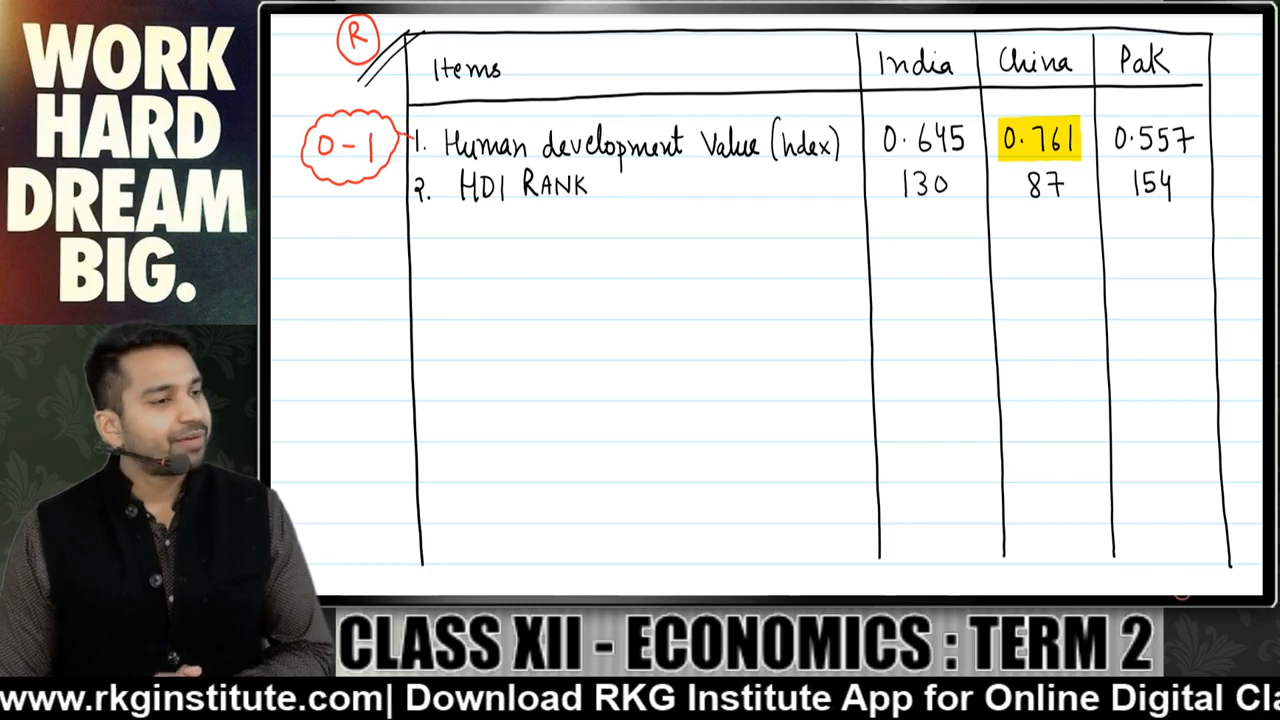 WORK
HARD
DREAM
BIG.
R
Items India China Pak
0-1
1. Human development Value (Index) 0.645 0.761 0.557
2. HDI RANK 130 87 154
CLASS XII - ECONOMICS : TERM 2
www.rkginstitute.com| Download RKG Institute App for Online Digital Cla